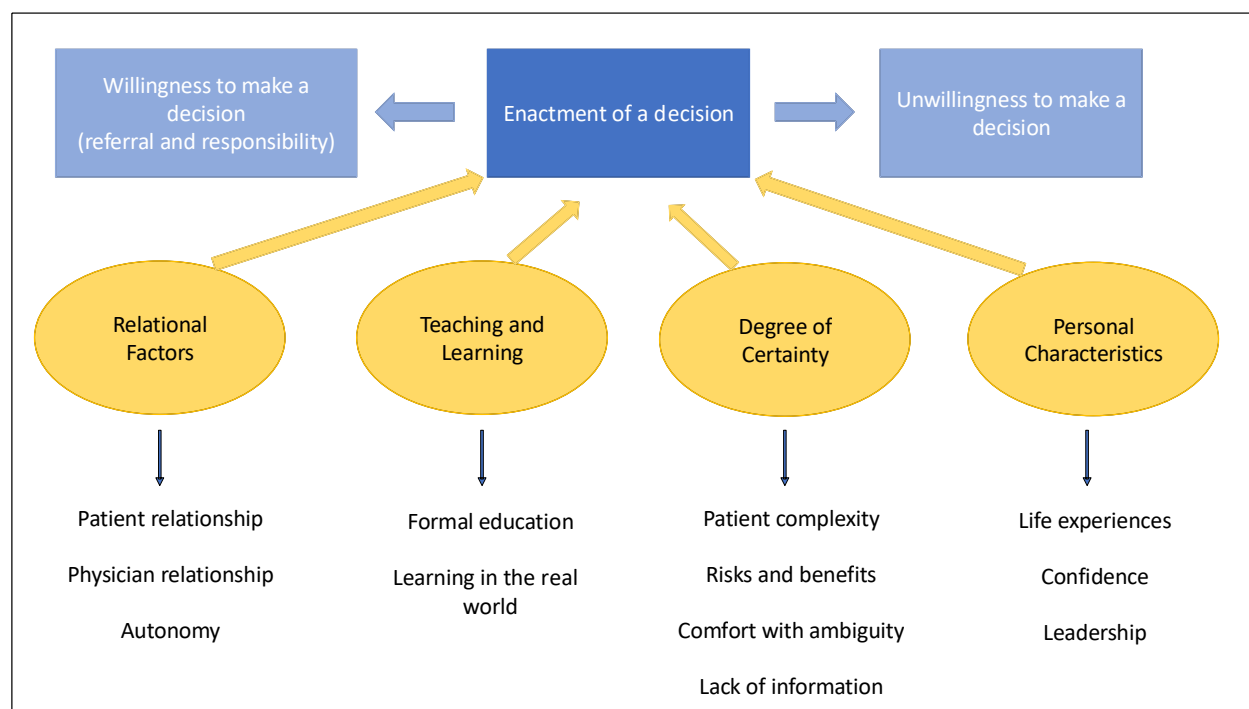 Willingness to make a
decision
(referral and responsibility)
Enactment of a decision
Unwillingness to make a
decision
Relational
Factors
Teaching and
Learning
Degree of
Certainty
Personal
Characteristics
Patient relationship
Physician relationship
Autonomy
Formal education
Learning in the real
world
Patient complexity
Risks and benefits
Comfort with ambiguity
Lack of information
Life experiences
Confidence
Leadership